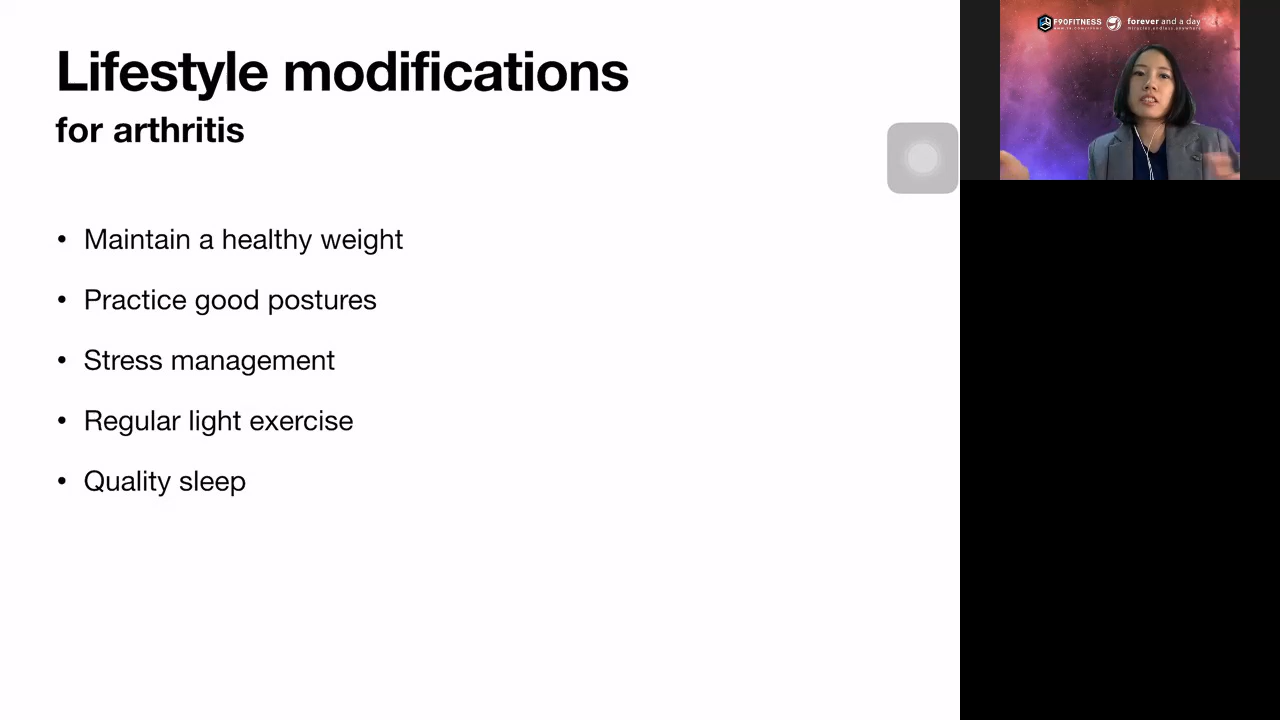 Lifestyle modifications
for arthritis
• Maintain a healthy weight
• Practice good postures
• Stress management
• Regular light exercise
• Quality sleep
F90FITNESS
forever and a day